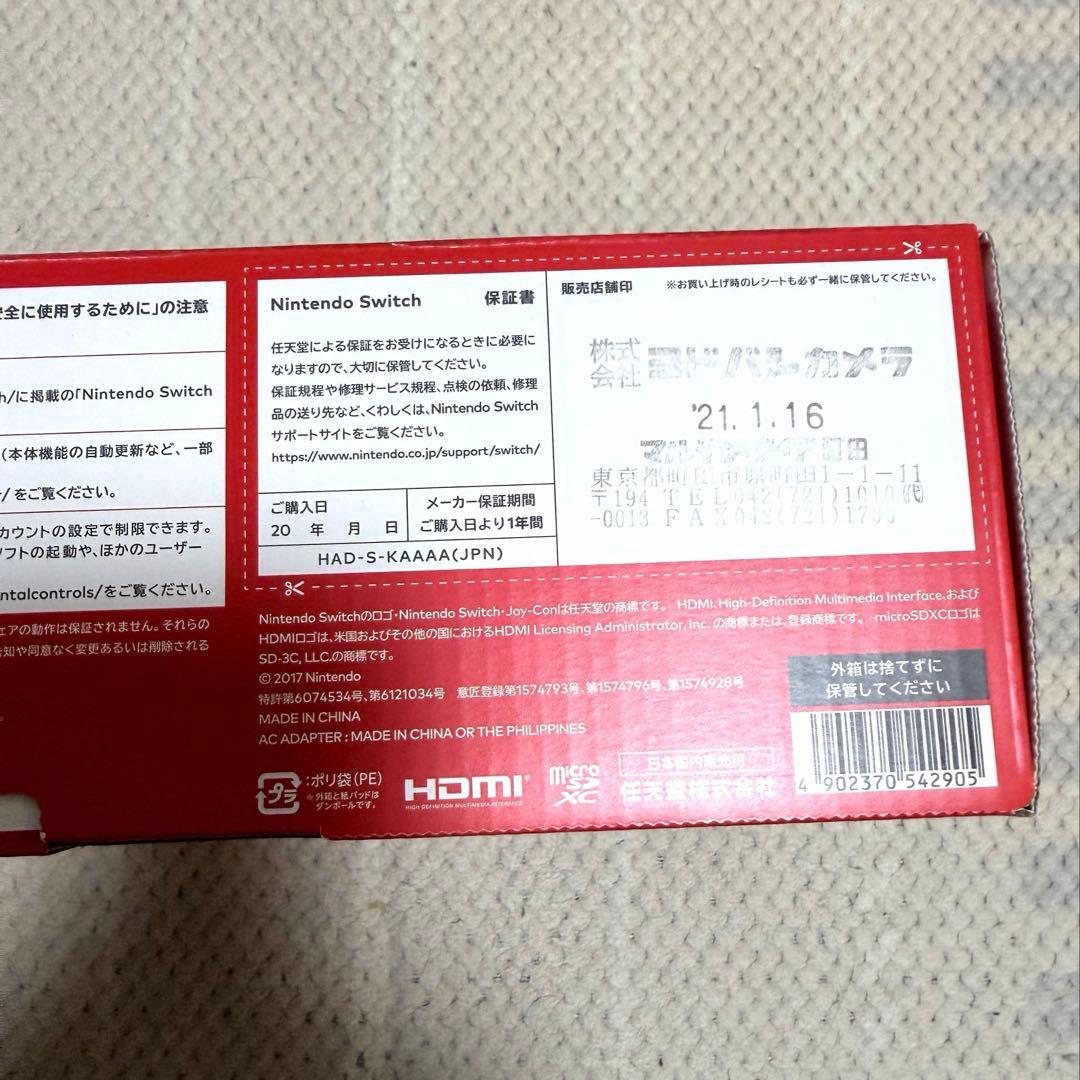 安全に使用するために」の注意
h/に掲載の「Nintendo Switch
(本体機能の自動更新など、一部
/ をご覧ください。
カウントの設定で制限できます。
ソフトの起動や、ほかのユーザー
ntalcontrols/をご覧ください。
ェアの動作は保証されません。それらの
告知や同意なく変更あるいは削除される
Nintendo Switch 保証書
任天堂による保証をお受けになるときに必要に
なりますので、大切に保管してください。
保証規程や修理サービス規程、点検の依頼、修理
品の送り先など、くわしくは、Nintendo Switch
サポートサイトをご覧ください。
https://www.nintendo.co.jp/support/switch/
ご購入日
20 年 月 日
メーカー保証期間
ご購入日より1年間
HAD-S-KAAAA(JPN)
販売店舗印 ※お買い上げ時のレシートも必ず一緒に保管してください。
株式会社 ヨドバシカメラ
'21.1.16
東京都町田市原町田1-1-11
〒194 TEL042(721)1010(代)
-0013 FAX042(721)
Nintendo Switchのロゴ・Nintendo Switch・Joy-Conは任天堂の商標です。 HDMI、High-Definition Multimedia Interface、および
HDMIロゴは、米国およびその他の国におけるHDMI Licensing Administrator, Inc. の商標または、登録商標です。 microSDXCロゴは
SD-3C, LLC.の商標です。
© 2017 Nintendo
特許第6074534号、第6121034号 意匠登録第1574793号、第1574796号、第1574928号
MADE IN CHINA
AC ADAPTER : MADE IN CHINA OR THE PHILIPPINES
プラ
:ポリ袋(PE)
※外箱と紙パッドは
ダンボールです。
HDMI®
HIGH-DEFINITION MULTIMEDIA INTERFACE
micro
SD
XC
日本国内販売用
任天堂株式会社
外箱は捨てずに
保管してください
4 902370 542905